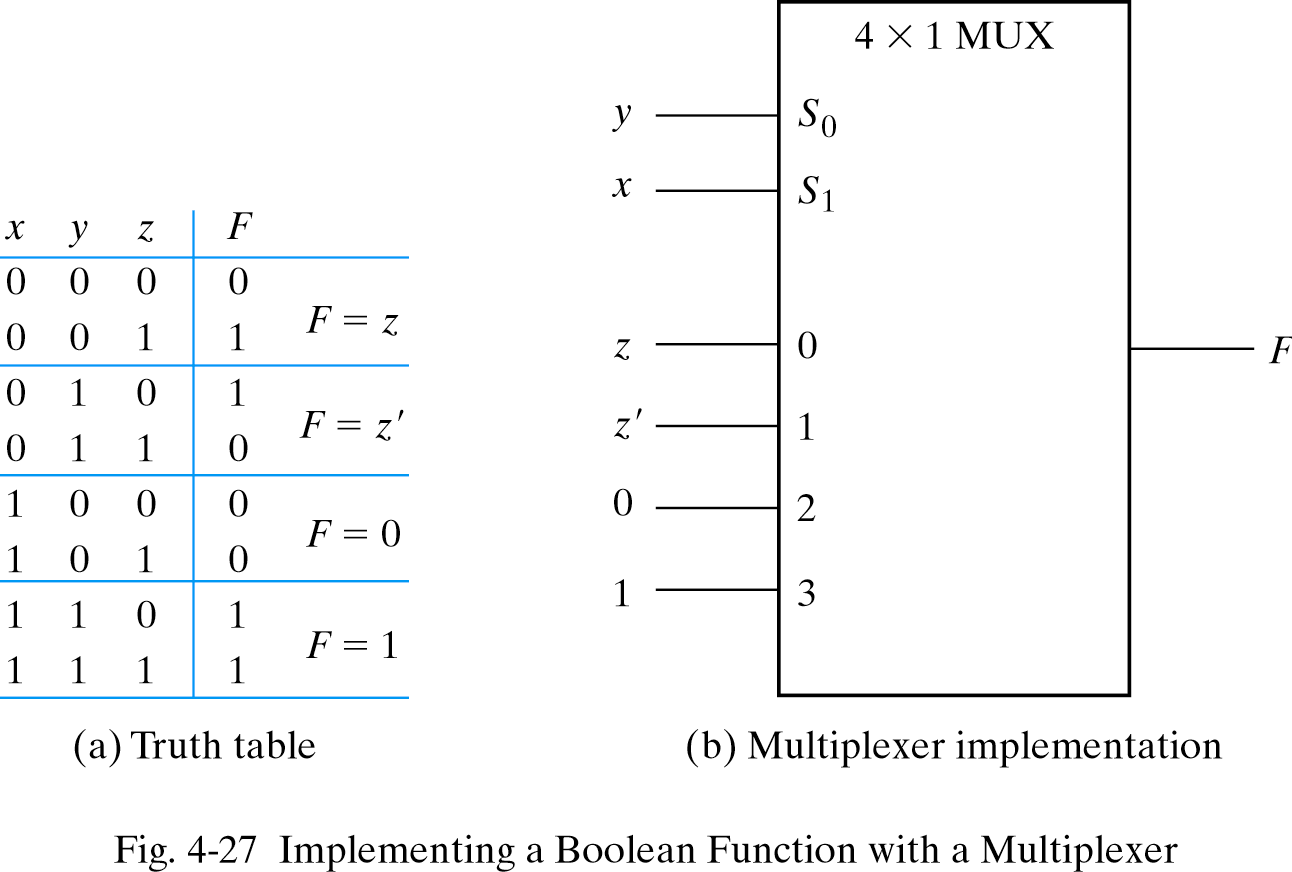 x y z F
0 0 0 0
F = z
0 0 1 1
0 1 0 1
F = z′
0 1 1 0
1 0 0 0
F = 0
1 0 1 0
1 1 0 1
F = 1
1 1 1 1
(a) Truth table
4 × 1 MUX
y S0
x S1
z 0
F
z′ 1
0 2
1 3
(b) Multiplexer implementation
Fig. 4-27 Implementing a Boolean Function with a Multiplexer